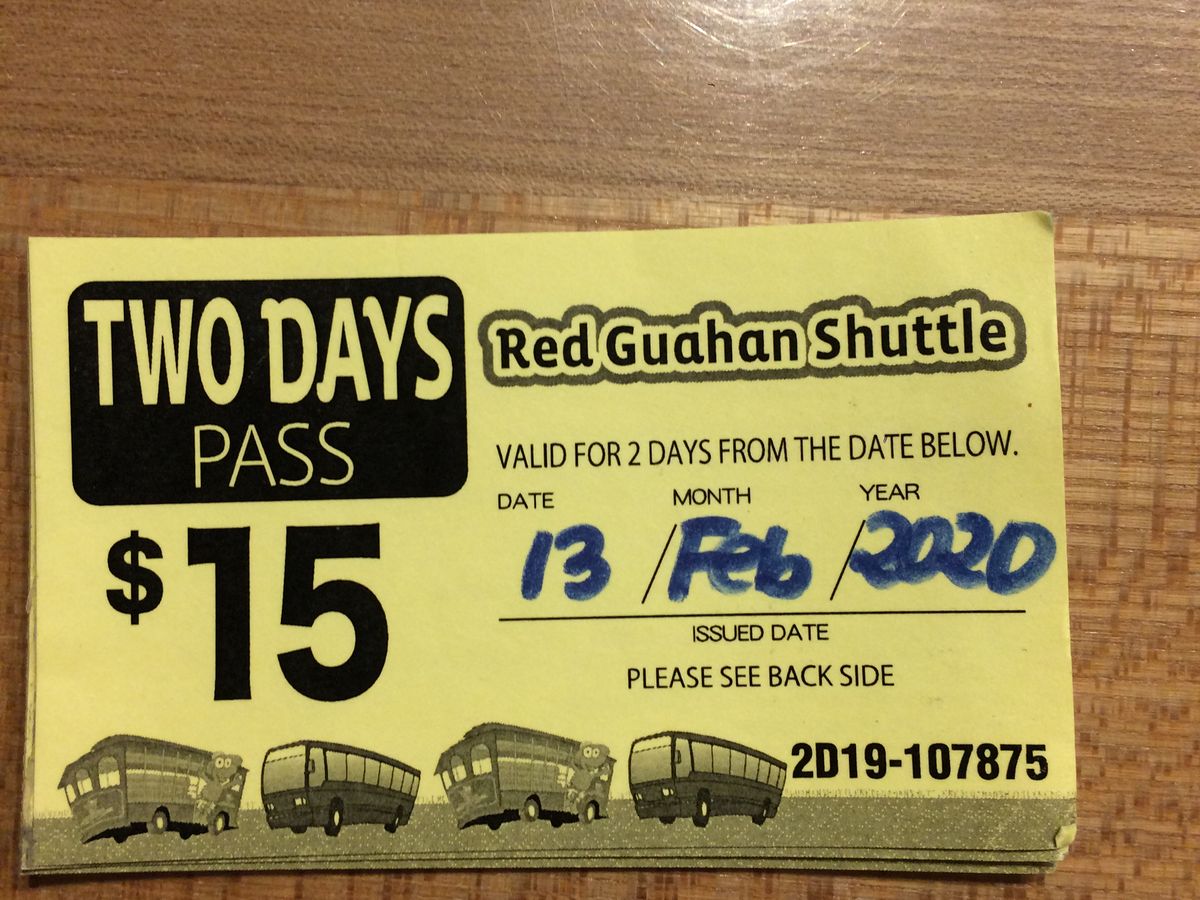 TWO DAYS
PASS
$15
Red Guahan Shuttle
VALID FOR 2 DAYS FROM THE DATE BELOW.
DATE MONTH YEAR
13 / Feb / 2020
ISSUED DATE
PLEASE SEE BACK SIDE
2D19-107875